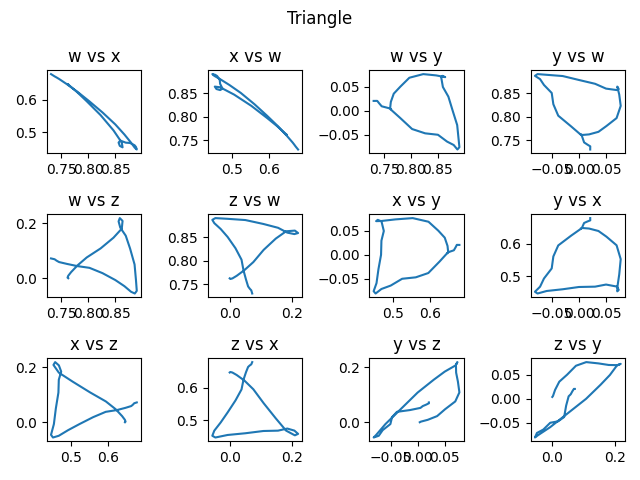 Triangle
w vs x
x vs w
w vs y
y vs w
0.6
0.5
0.75 0.80 0.85
0.85
0.80
0.75
0.5 0.6
0.05
0.00
−0.05
0.75 0.80 0.85
0.85
0.80
0.75
−0.05 0.00 0.05
w vs z
z vs w
x vs y
y vs x
0.2
0.0
0.75 0.80 0.85
0.85
0.80
0.75
0.0 0.2
0.05
0.00
−0.05
0.5 0.6
0.6
0.5
−0.05 0.00 0.05
x vs z
z vs x
y vs z
z vs y
0.2
0.0
0.5 0.6
0.6
0.5
0.0 0.2
0.2
0.0
−0.05 0.00 0.05
0.05
0.00
−0.05
0.0 0.2